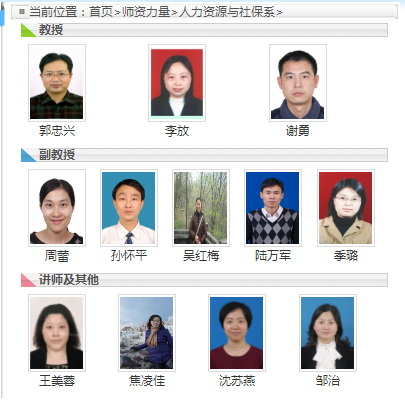 当前位置：首页>师资力量>人力资源与社保系>
教授
郭忠兴 李放 谢勇
副教授
周蕾 孙怀平 吴红梅 陆万军 季璐
讲师及其他
王美蓉 焦凌佳 沈苏燕 邹治